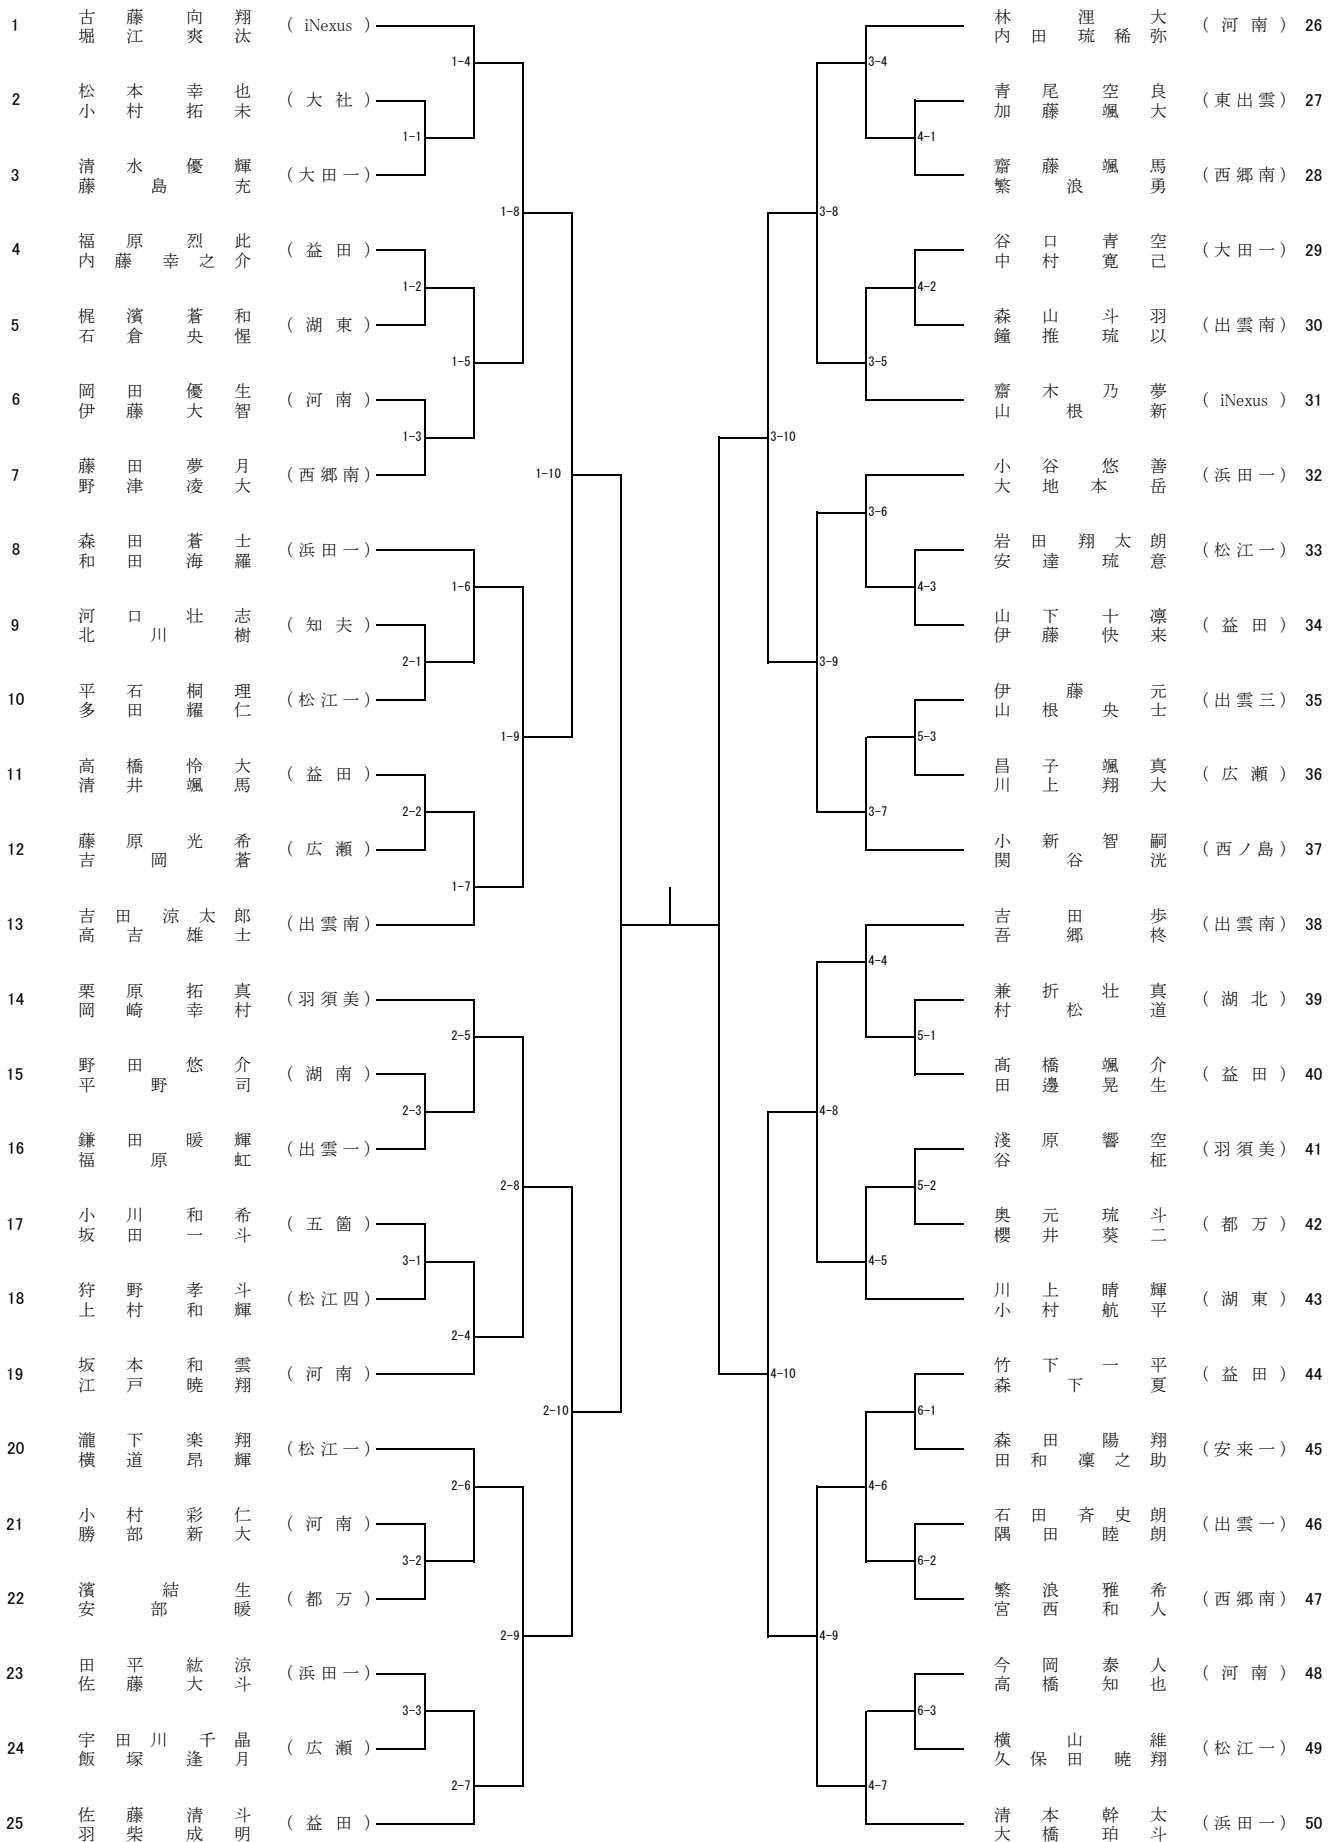 古藤向翔
1 (iNexus)
堀江爽汰
1-4
松本幸也
2 (大社)
小村拓未
1-1
清水優輝
3 (大田一)
藤島充
1-8
福原烈此
4 (益田)
内藤幸之介
1-2
梶濱蒼和
5 (湖東)
石倉央惺
1-5
岡田優生
6 (河南)
伊藤大智
1-3
藤田夢月
7 (西郷南)
野津凌大
1-10
森田蒼士
8 (浜田一)
和田海羅
1-6
河口壮志
9 (知夫)
北川樹
2-1
平石桐理
10 (松江一)
多田耀仁
1-9
高橋怜大
11 (益田)
清井颯馬
2-2
藤原光希
12 (広瀬)
吉岡蒼
1-7
吉田涼太郎
13 (出雲南)
高吉雄士
栗原拓真
14 (羽須美)
岡崎幸村
2-5
野田悠介
15 (湖南)
平野司
2-3
鎌田暖輝
16 (出雲一)
福原虹
2-8
小川和希
17 (五箇)
坂田一斗
3-1
狩野孝斗
18 (松江四)
上村和輝
2-4
坂本和雲
19 (河南)
江戸暁翔
2-10
瀧下楽翔
20 (松江一)
横道昂輝
2-6
小村彩仁
21 (河南)
勝部新大
3-2
濱結生
22 (都万)
安部暖
2-9
田平紘涼
23 (浜田一)
佐藤大斗
3-3
宇田川千晶
24 (広瀬)
飯塚逢月
2-7
佐藤清斗
25 (益田)
羽柴成明
林浬大
(河南) 26
内田琉稀弥
3-4
青尾空良
(東出雲) 27
加藤颯大
4-1
齋藤颯馬
(西郷南) 28
繁浪勇
3-8
谷口青空
(大田一) 29
中村寛己
4-2
森山斗羽
(出雲南) 30
鐘推琉以
3-5
齋木乃夢
(iNexus) 31
山根新
3-10
小谷悠善
(浜田一) 32
大地本岳
3-6
岩田翔太朗
(松江一) 33
安達琉意
4-3
山下十凛
(益田) 34
伊藤快来
3-9
伊藤元
(出雲三) 35
山根央士
5-3
昌子颯真
(広瀬) 36
川上翔大
3-7
小新智嗣
(西ノ島) 37
関谷洸
吉田歩
(出雲南) 38
吾郷柊
4-4
兼折壮真
(湖北) 39
村松道
5-1
髙橋颯介
(益田) 40
田邊晃生
4-8
淺原響空
(羽須美) 41
谷柾
5-2
奥元琉斗
(都万) 42
櫻井葵二
4-5
川上晴輝
(湖東) 43
小村航平
4-10
竹下一平
(益田) 44
森下夏
6-1
森田陽翔
(安来一) 45
田和凜之助
4-6
石田斉史朗
(出雲一) 46
隅田睦朗
6-2
繁浪雅希
(西郷南) 47
宮西和人
4-9
今岡泰人
(河南) 48
高橋知也
6-3
横山維
(松江一) 49
久保田暁翔
4-7
清本幹太
(浜田一) 50
大橋珀斗